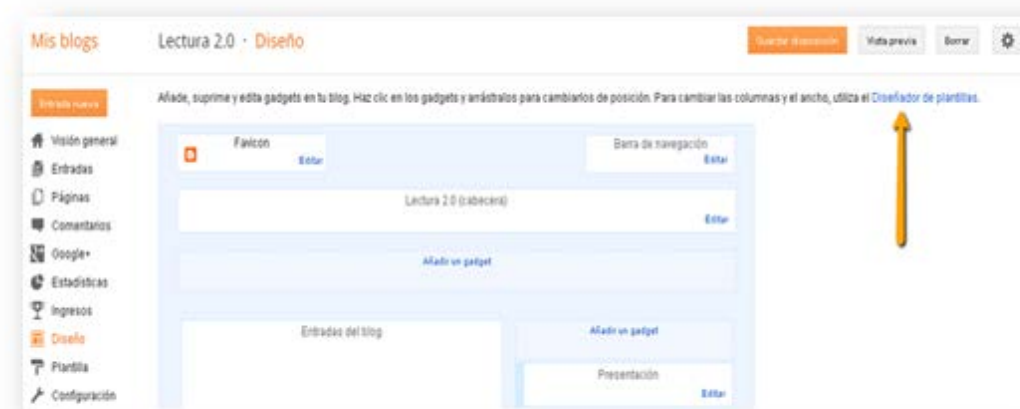 Mis blogs
Lectura 2.0 · Diseño
Guardar disposición
Vista previa
Borrar
Entrada nueva
Añade, suprime y edita gadgets en tu blog. Haz clic en los gadgets y arrástralos para cambiarlos de posición. Para cambiar las columnas y el ancho, utiliza el Diseñador de plantillas.
Visión general
Entradas
Páginas
Comentarios
Google+
Estadísticas
Ingresos
Diseño
Plantilla
Configuración
Favicon
Editar
Barra de navegación
Editar
Lectura 2.0 (cabecera)
Editar
Añadir un gadget
Entradas del blog
Añadir un gadget
Presentación
Editar